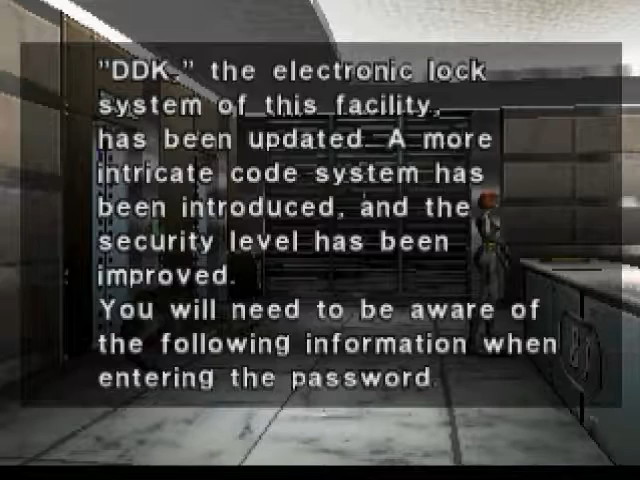 "DDK," the electronic lock
system of this facility,
has been updated. A more
intricate code system has
been introduced, and the
security level has been
improved.
You will need to be aware of
the following information when
entering the password.